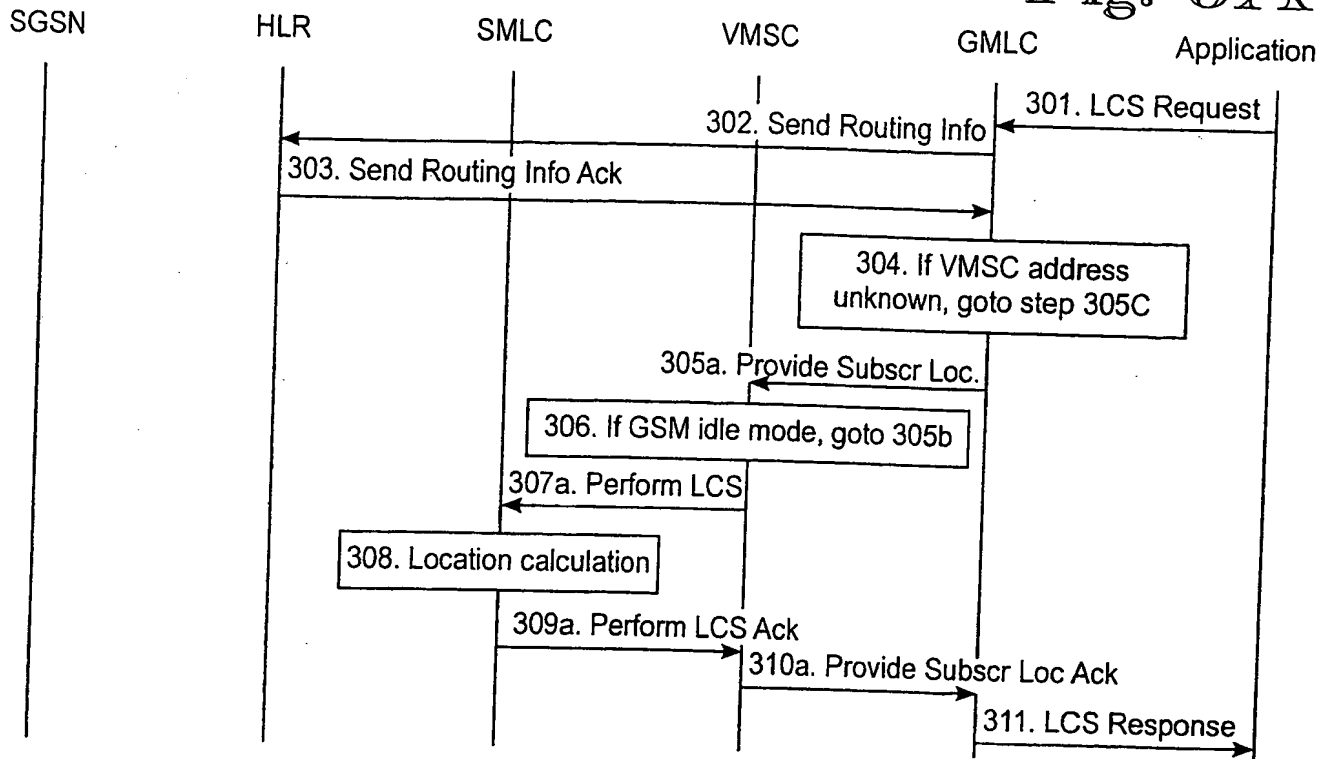 SGSN
HLR
SMLC
VMSC
GMLC
Application
301. LCS Request
302. Send Routing Info
303. Send Routing Info Ack
304. If VMSC address
unknown, goto step 305C
305a. Provide Subscr Loc.
306. If GSM idle mode, goto 305b
307a. Perform LCS
308. Location calculation
309a. Perform LCS Ack
310a. Provide Subscr Loc Ack
311. LCS Response